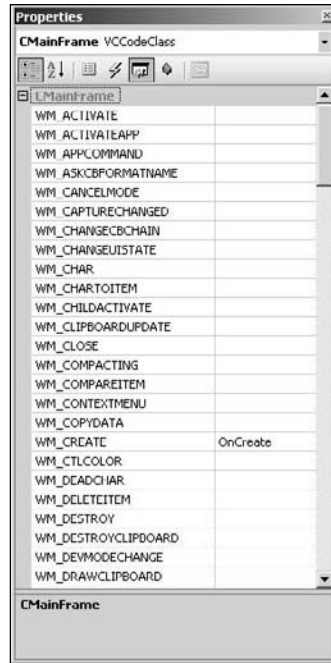 Properties
CMainFrame VCCodeClass
CMainFrame
WM_ACTIVATE
WM_ACTIVATEAPP
WM_APPCOMMAND
WM_ASKCBFORMATNAME
WM_CANCELMODE
WM_CAPTURECHANGED
WM_CHANGECBCHAIN
WM_CHANGEUISTATE
WM_CHAR
WM_CHARTOITEM
WM_CHILDACTIVATE
WM_CLIPBOARDUPDATE
WM_CLOSE
WM_COMPACTING
WM_COMPAREITEM
WM_CONTEXTMENU
WM_COPYDATA
WM_CREATE OnCreate
WM_CTLCOLOR
WM_DEADCHAR
WM_DELETEITEM
WM_DESTROY
WM_DESTROYCLIPBOARD
WM_DEVMODECHANGE
WM_DRAWCLIPBOARD
CMainFrame